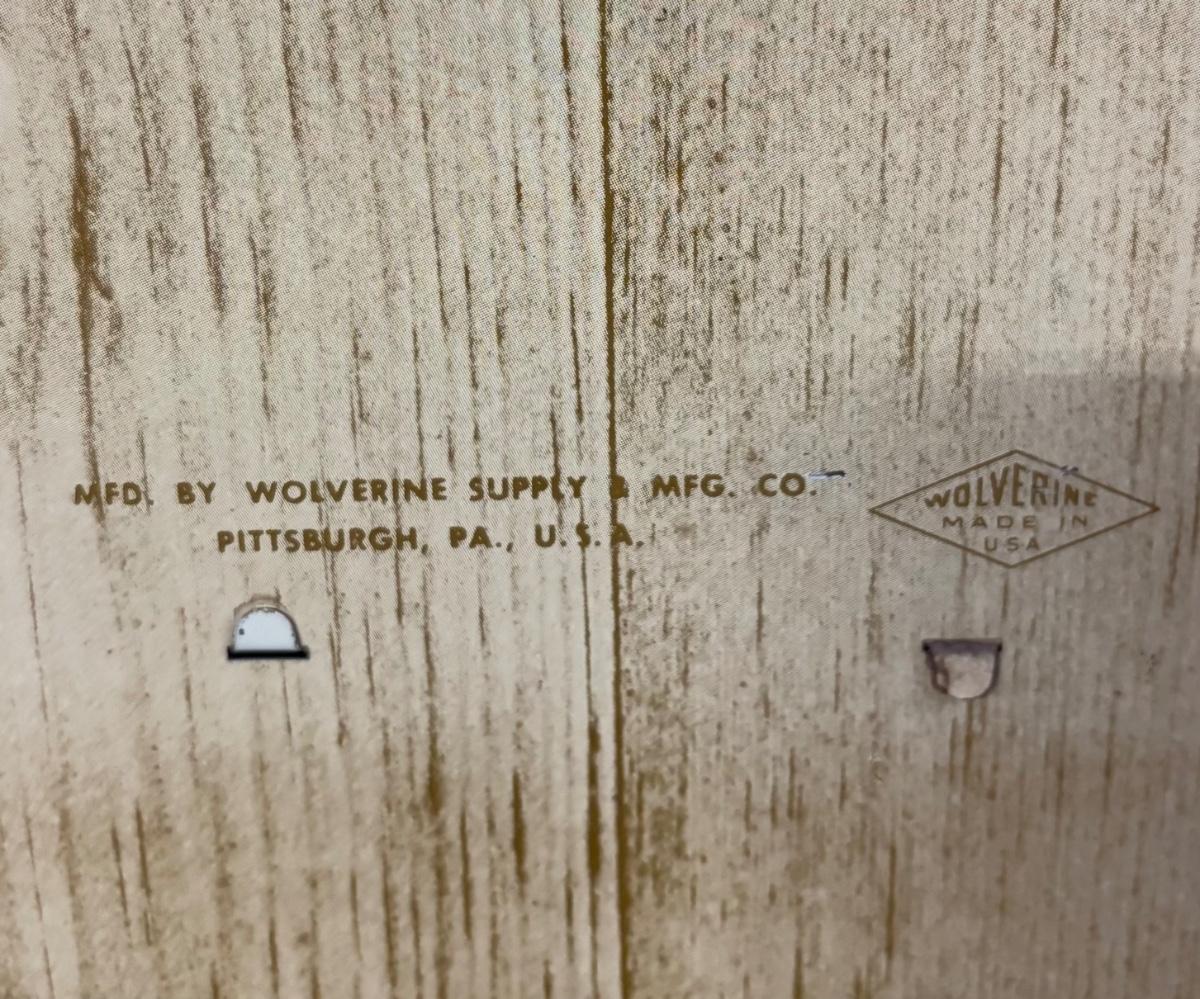 MFD. BY WOLVERINE SUPPLY & MFG. CO.
PITTSBURGH, PA., U.S.A.
WOLVERINE
MADE IN
USA